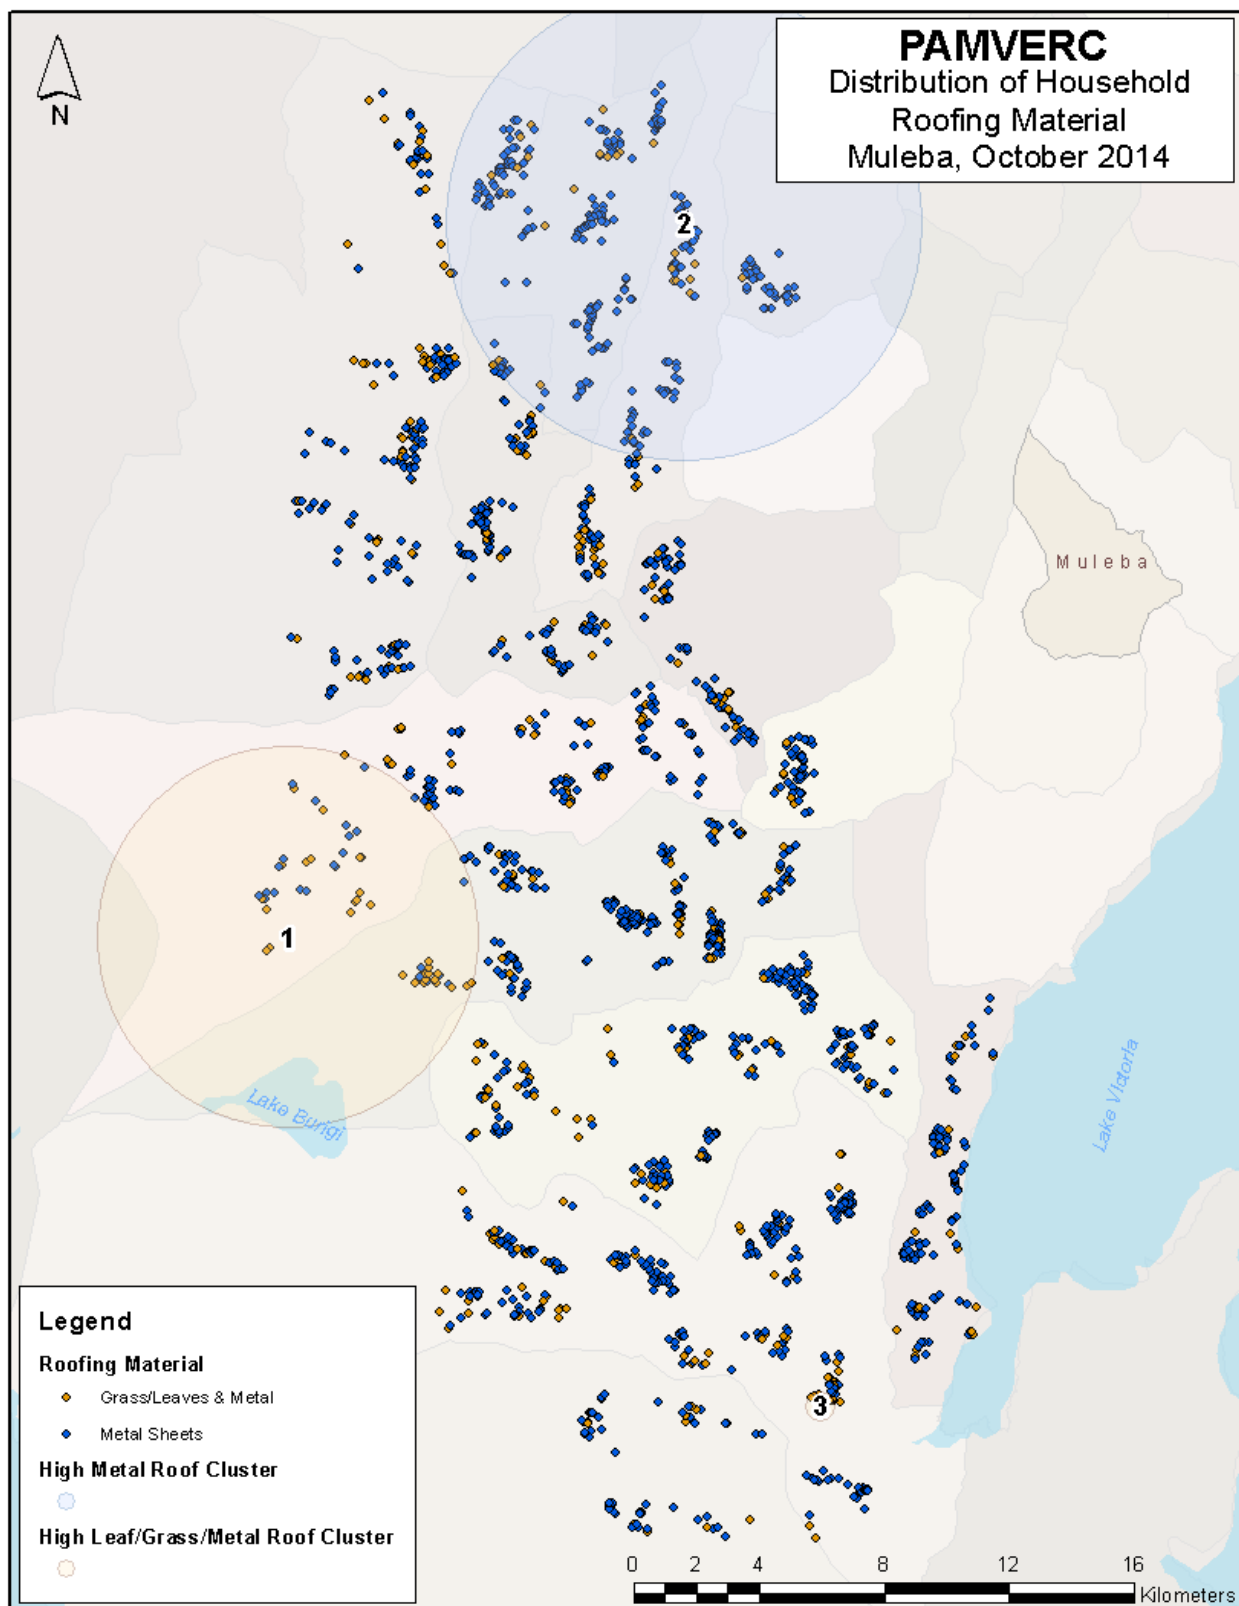 PAMVERC
Distribution of Household
Roofing Material
Muleba, October 2014
N
2
Muleba
1
Lake Burigi
Lake Victoria
3
Legend
Roofing Material
Grass/Leaves & Metal
Metal Sheets
High Metal Roof Cluster
High Leaf/Grass/Metal Roof Cluster
0 2 4 8 12 16
Kilometers